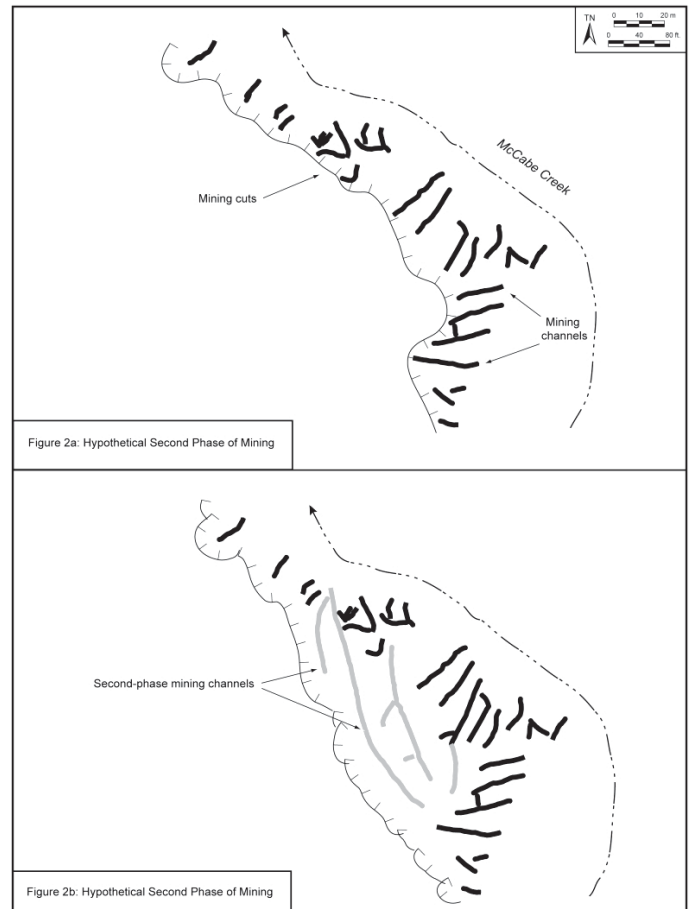 TN
0 10 20 m
0 40 80 ft
McCabe Creek
Mining cuts
Mining
channels
Figure 2a: Hypothetical Second Phase of Mining
Second-phase mining channels
Figure 2b: Hypothetical Second Phase of Mining